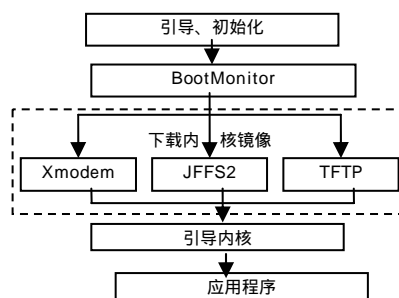 引导、初始化
BootMonitor
下载内核镜像
Xmodem JFFS2 TFTP
引导内核
应用程序